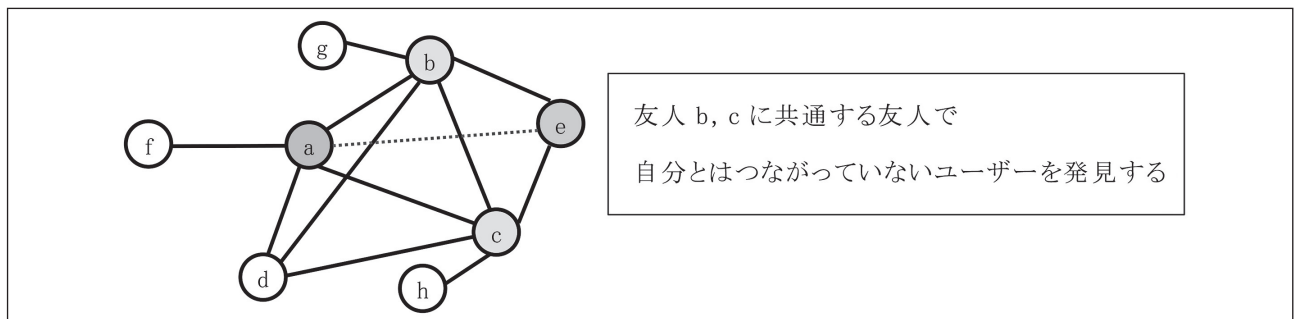 g
b
e
f
a
c
d
h
友人 b, c に共通する友人で
自分とはつながっていないユーザーを発見する